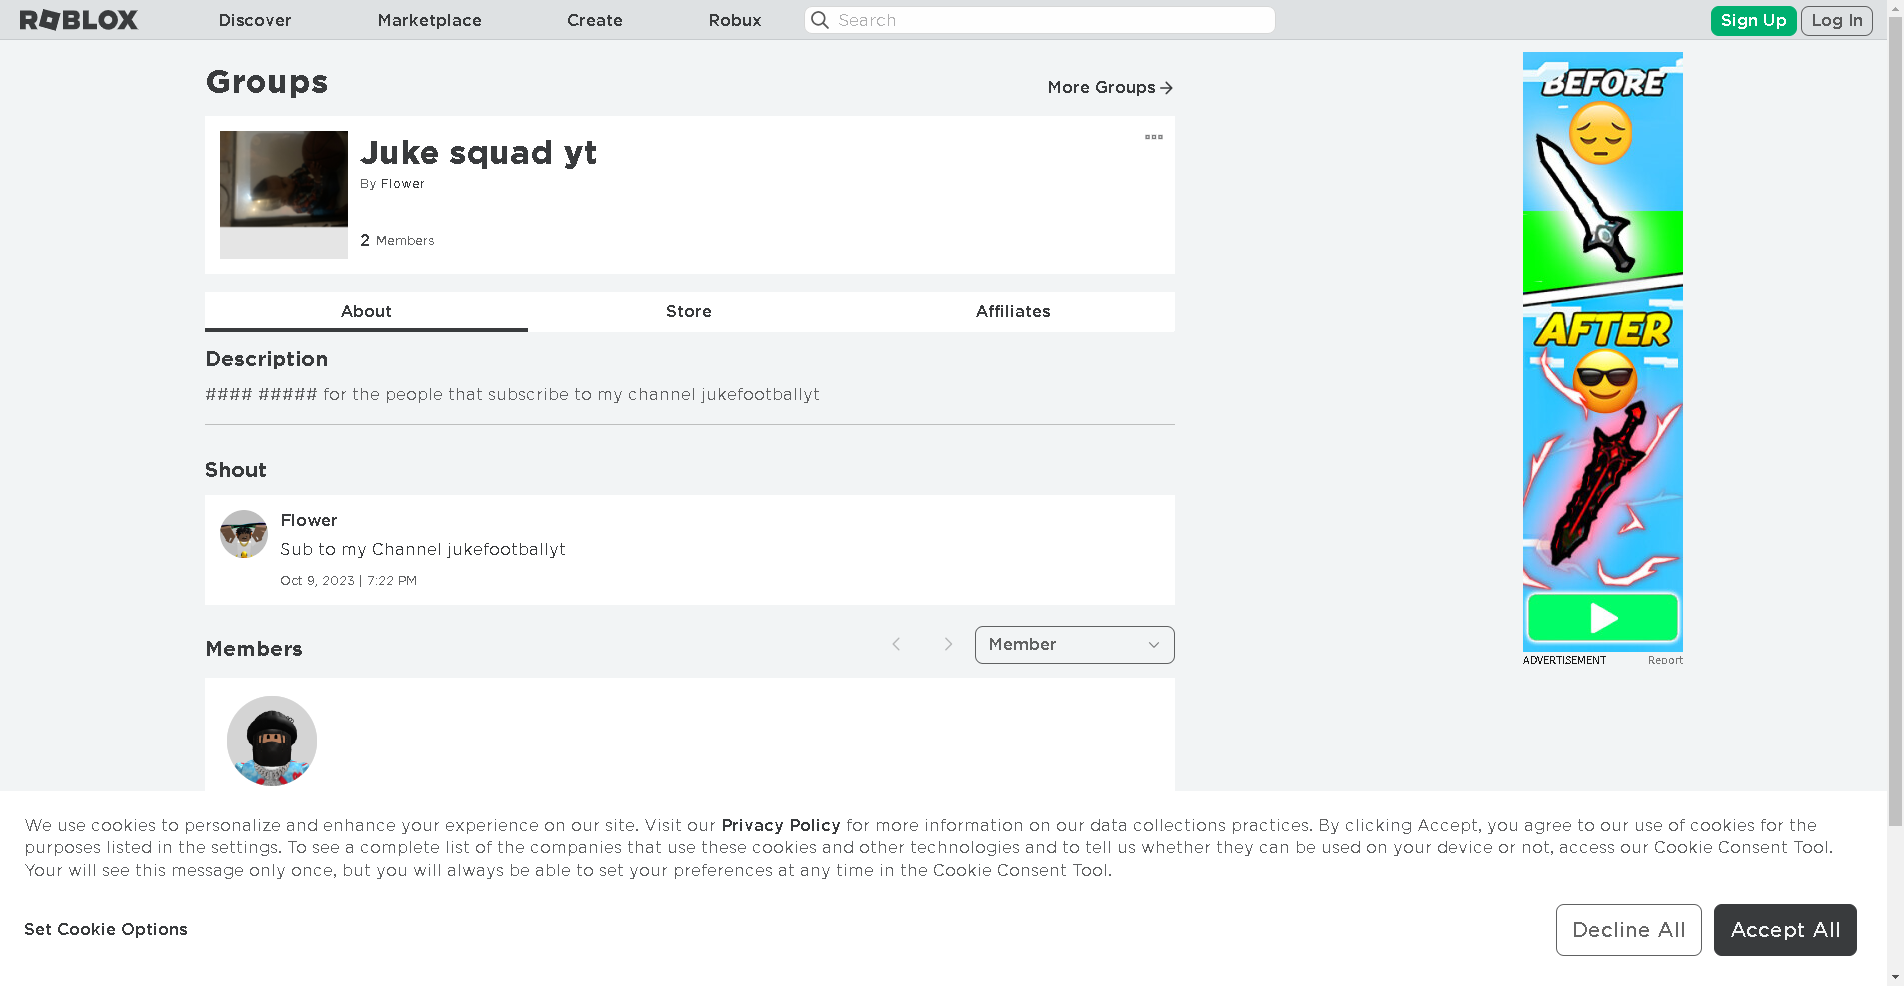 ROBLOX
Discover
Marketplace
Create
Robux
Search
Sign Up
Log In
Groups
More Groups
Juke squad yt
By Flower
2 Members
About
Store
Affiliates
Description
#### ##### for the people that subscribe to my channel jukefootballyt
Shout
Flower
Sub to my Channel jukefootballyt
Oct 9, 2023 | 7:22 PM
Members
Member
BEFORE
AFTER
ADVERTISEMENT
Report
We use cookies to personalize and enhance your experience on our site. Visit our Privacy Policy for more information on our data collections practices. By clicking Accept, you agree to our use of cookies for the
purposes listed in the settings. To see a complete list of the companies that use these cookies and other technologies and to tell us whether they can be used on your device or not, access our Cookie Consent Tool.
Your will see this message only once, but you will always be able to set your preferences at any time in the Cookie Consent Tool.
Set Cookie Options
Decline All
Accept All